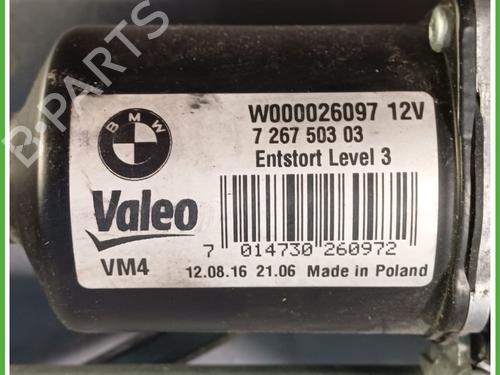 B-PARTS
BMW
W000026097 12V
7 267 503 03
Entstort Level 3
Valeo
7 014730 260972
VM4
12.08.16 21.06 Made in Poland